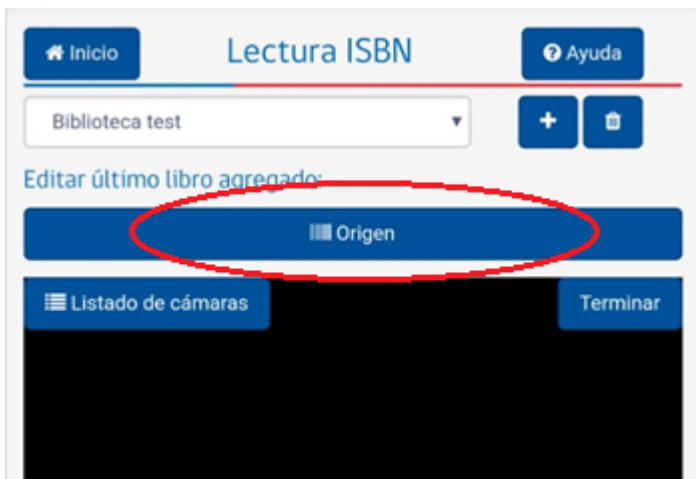 Inicio
Lectura ISBN
Ayuda
Biblioteca test
Editar último libro agregado:
Origen
Listado de cámaras
Terminar